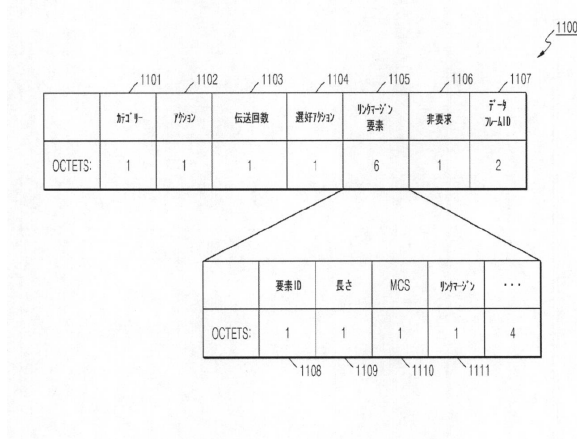 1100
1101 1102 1103 1104 1105 1106 1107
カテゴリー アクション 伝送回数 選好アクション リンクマージン要素 非要求 データフレームID
OCTETS: 1 1 1 1 6 1 2
要素ID 長さ MCS リンクマージン ・・・
OCTETS: 1 1 1 1 4
1108 1109 1110 1111